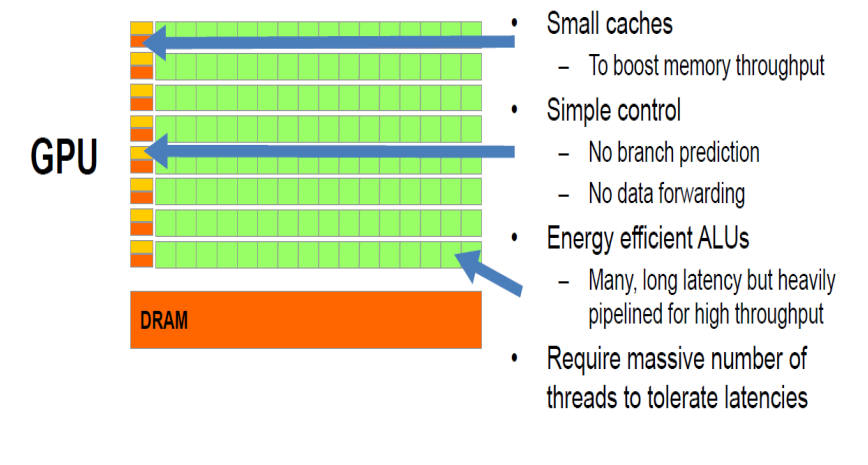 GPU
DRAM
• Small caches
– To boost memory throughput
• Simple control
– No branch prediction
– No data forwarding
• Energy efficient ALUs
– Many, long latency but heavily
pipelined for high throughput
• Require massive number of
threads to tolerate latencies